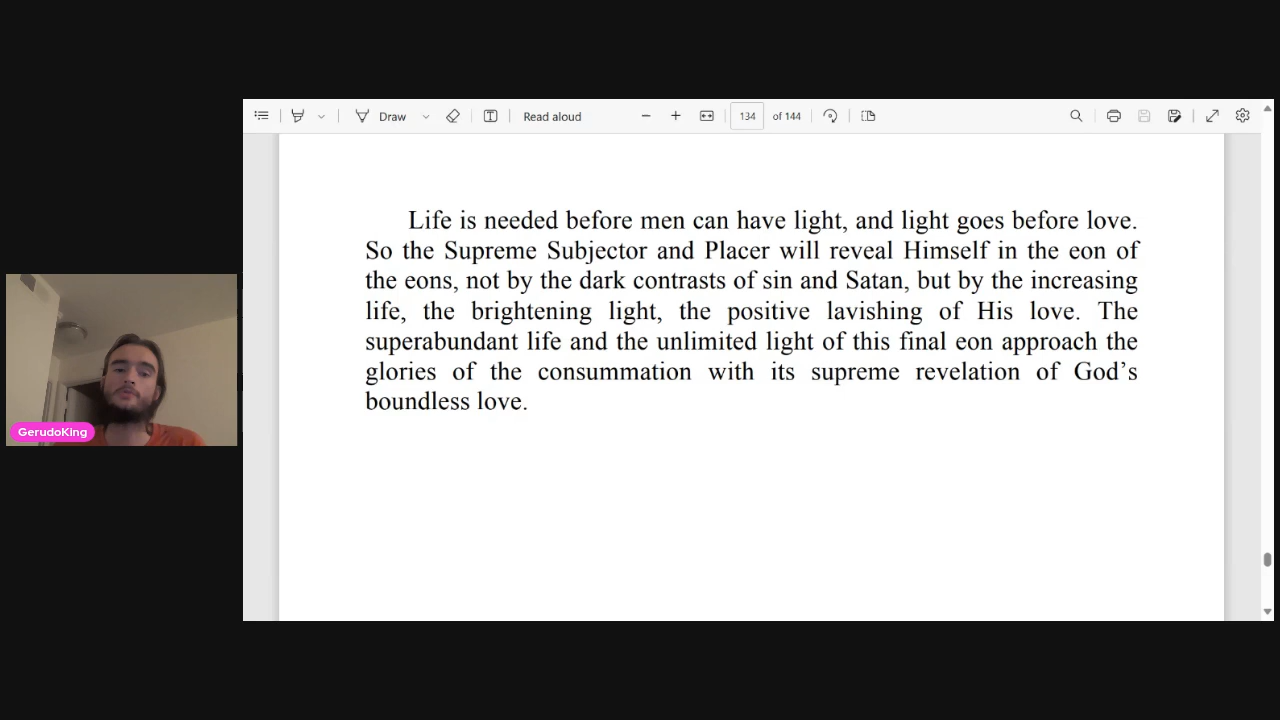 Draw
Read aloud
134 of 144
Life is needed before men can have light, and light goes before love.
So the Supreme Subjector and Placer will reveal Himself in the eon of
the eons, not by the dark contrasts of sin and Satan, but by the increasing
life, the brightening light, the positive lavishing of His love. The
superabundant life and the unlimited light of this final eon approach the
glories of the consummation with its supreme revelation of God’s
boundless love.
GerudoKing